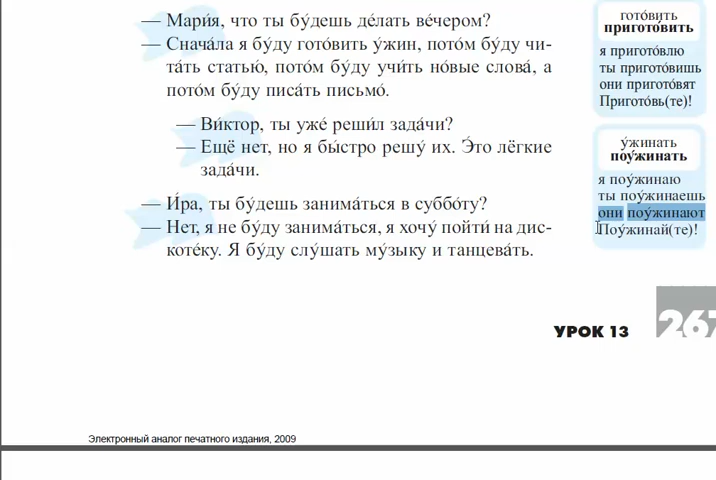 — Мари́я, что ты бу́дешь де́лать ве́чером?
— Снача́ла я бу́ду гото́вить у́жин, пото́м бу́ду чи-
та́ть статью́, пото́м бу́ду учи́ть но́вые слова́, а
пото́м бу́ду писа́ть письмо́.
— Ви́ктор, ты уже́ реши́л зада́чи?
— Ещё нет, но я бы́стро решу́ их. Э́то лёгкие
зада́чи.
— И́ра, ты бу́дешь занима́ться в суббо́ту?
— Нет, я не бу́ду занима́ться, я хочу́ пойти́ на дис-
коте́ку. Я бу́ду слу́шать му́зыку и танцева́ть.
гото́вить
пригото́вить
я пригото́влю
ты пригото́вишь
они пригото́вят
Пригото́вь(те)!
у́жинать
поу́жинать
я поу́жинаю
ты поу́жинаешь
они поу́жинают
Поу́жинай(те)!
УРОК 13
267
Электронный аналог печатного издания, 2009